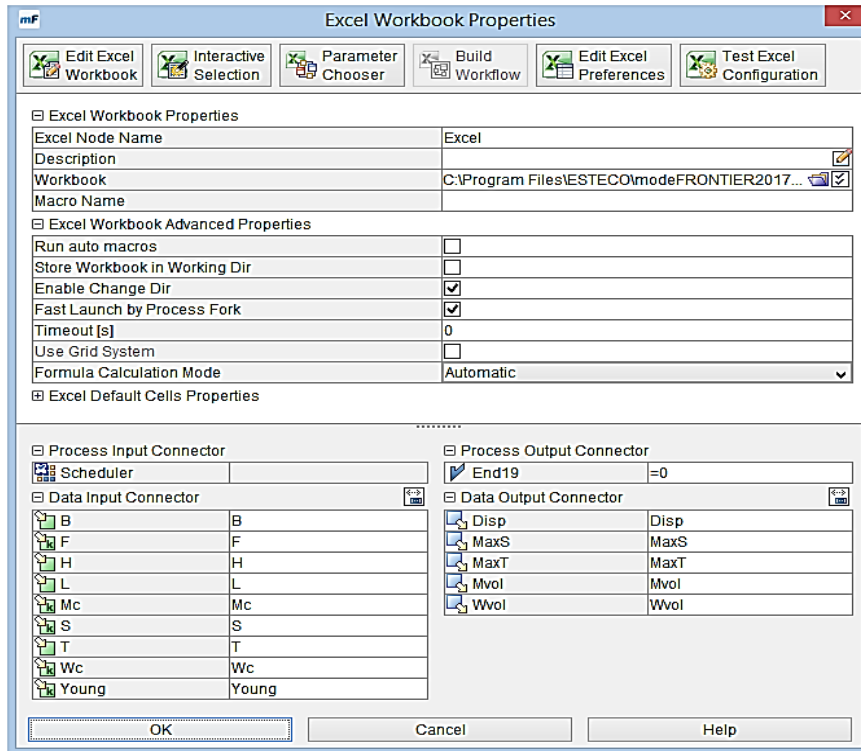 mF
Excel Workbook Properties
Edit Excel Workbook
Interactive Selection
Parameter Chooser
Build Workflow
Edit Excel Preferences
Test Excel Configuration
Excel Workbook Properties
Excel Node Name Excel
Description
Workbook C:\Program Files\ESTECO\modeFRONTIER2017...
Macro Name
Excel Workbook Advanced Properties
Run auto macros
Store Workbook in Working Dir
Enable Change Dir
Fast Launch by Process Fork
Timeout [s] 0
Use Grid System
Formula Calculation Mode Automatic
Excel Default Cells Properties
Process Input Connector
Scheduler
Data Input Connector
B B
F F
H H
L L
Mc Mc
S S
T T
Wc Wc
Young Young
Process Output Connector
End19 =0
Data Output Connector
Disp Disp
MaxS MaxS
MaxT MaxT
Mvol Mvol
Wvol Wvol
OK Cancel Help